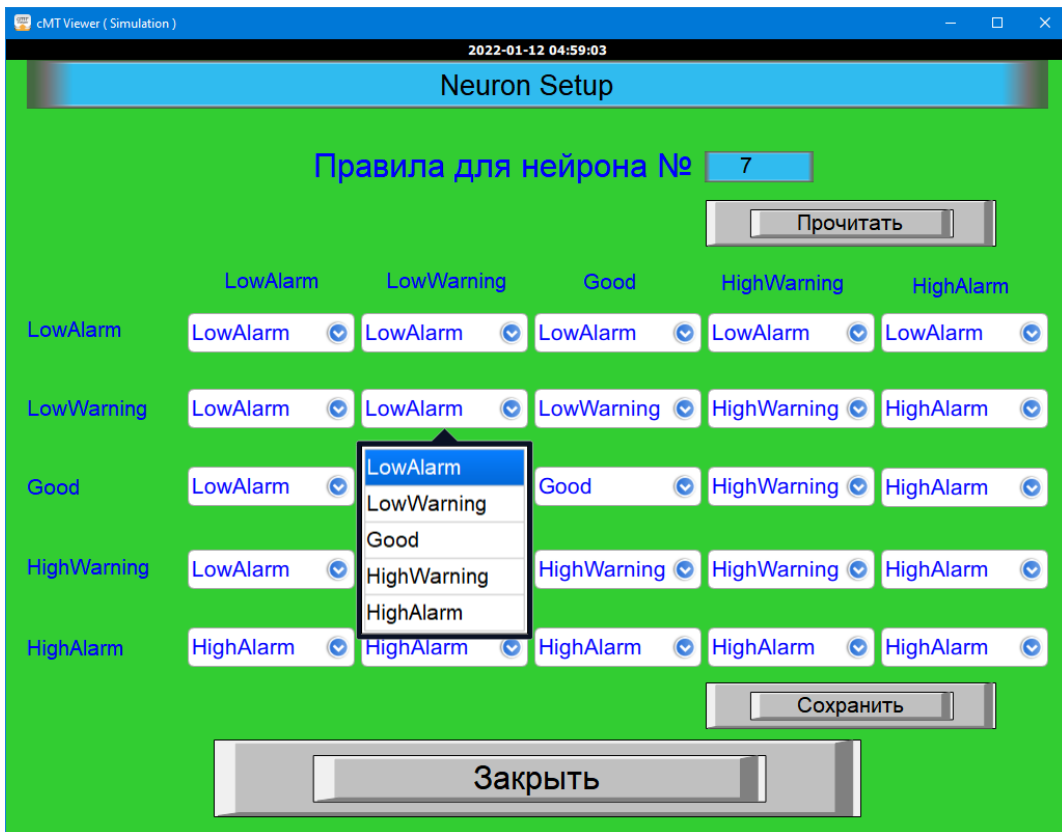 cMT Viewer ( Simulation )
2022-01-12 04:59:03
Neuron Setup
Правила для нейрона № 7
Прочитать
LowAlarm LowWarning Good HighWarning HighAlarm
LowAlarm LowAlarm LowAlarm LowAlarm LowAlarm LowAlarm
LowWarning LowAlarm LowAlarm LowWarning HighWarning HighAlarm
LowAlarm
Good LowAlarm Good HighWarning HighAlarm
LowWarning
Good
HighWarning LowAlarm HighWarning HighWarning HighAlarm
HighWarning
HighAlarm
HighAlarm HighAlarm HighAlarm HighAlarm HighAlarm HighAlarm
Сохранить
Закрыть